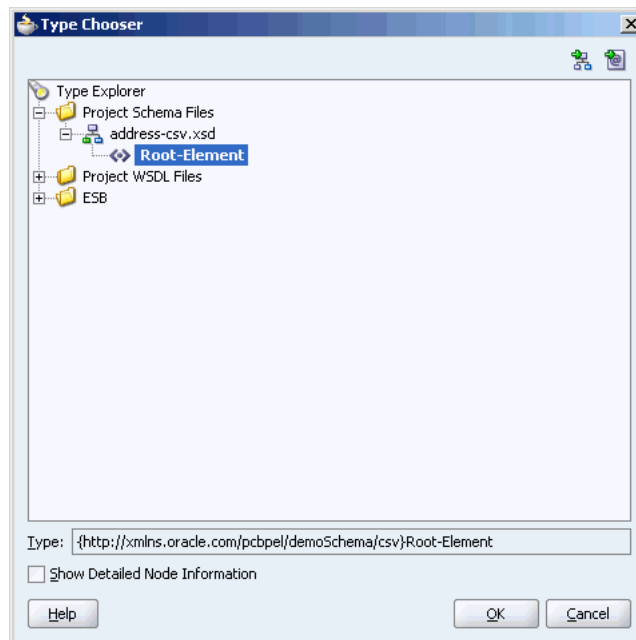 Type Chooser
Type Explorer
Project Schema Files
address-csv.xsd
Root-Element
Project WSDL Files
ESB
Type: {http://xmlns.oracle.com/pcbpel/demoSchema/csv}Root-Element
Show Detailed Node Information
Help OK Cancel